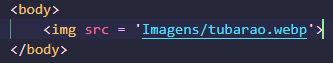 <body>
<img src = 'Imagens/tubarao.webp'>
</body>